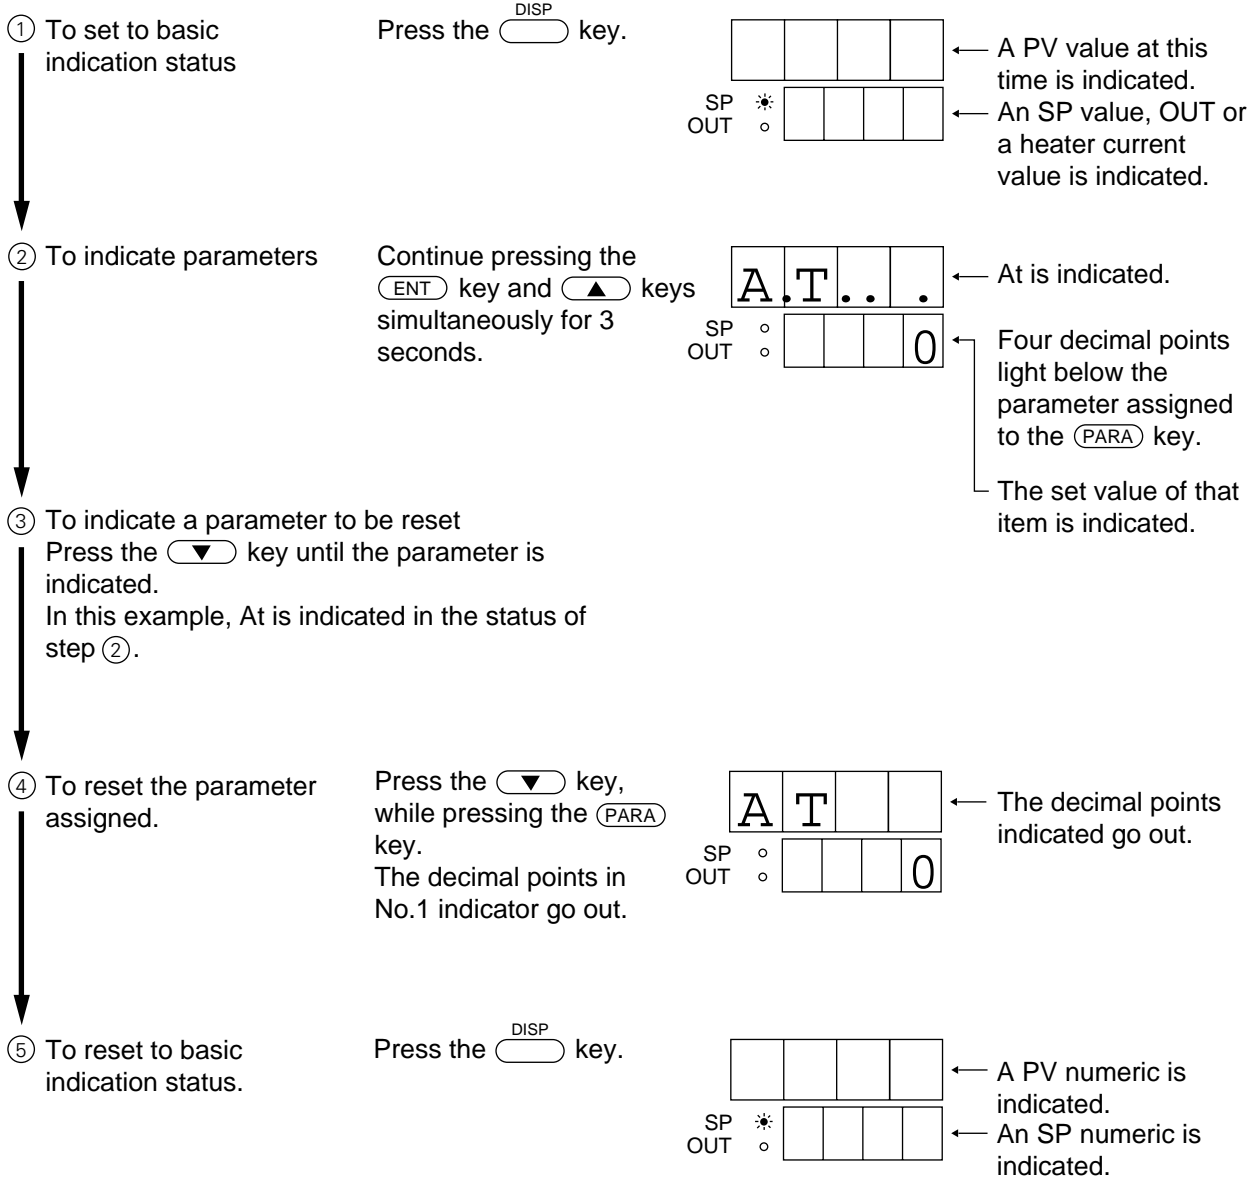 ① To set to basic
indication status
DISP
Press the key.
A PV value at this
time is indicated.
SP
OUT
An SP value, OUT or
a heater current
value is indicated.
② To indicate parameters
Continue pressing the
ENT key and ▲ keys
simultaneously for 3
seconds.
A.T. . .
At is indicated.
SP
OUT
0
Four decimal points
light below the
parameter assigned
to the PARA key.
The set value of that
item is indicated.
③ To indicate a parameter to be reset
Press the ▼ key until the parameter is
indicated.
In this example, At is indicated in the status of
step ②.
④ To reset the parameter
assigned.
Press the ▼ key,
while pressing the PARA
key.
The decimal points in
No.1 indicator go out.
A T
The decimal points
indicated go out.
SP
OUT
0
⑤ To reset to basic
indication status.
DISP
Press the key.
A PV numeric is
indicated.
SP
OUT
An SP numeric is
indicated.